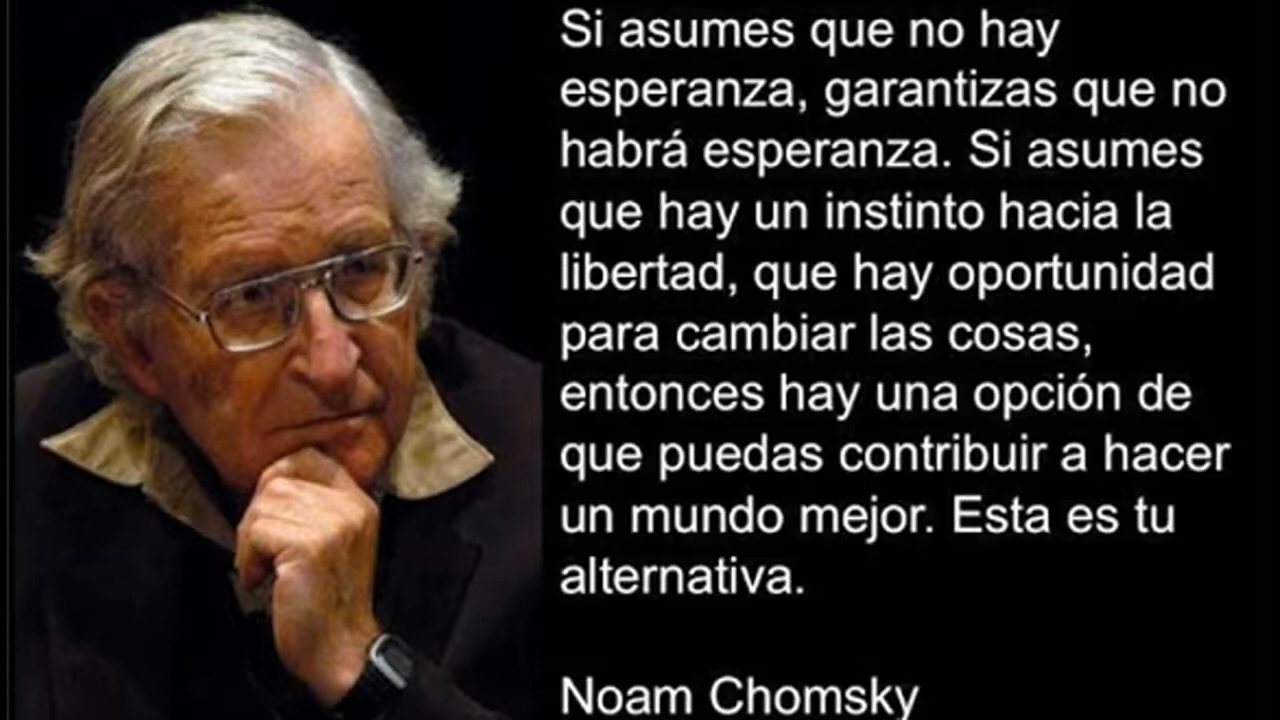 Si asumes que no hay
esperanza, garantizas que no
habrá esperanza. Si asumes
que hay un instinto hacia la
libertad, que hay oportunidad
para cambiar las cosas,
entonces hay una opción de
que puedas contribuir a hacer
un mundo mejor. Esta es tu
alternativa.
Noam Chomsky